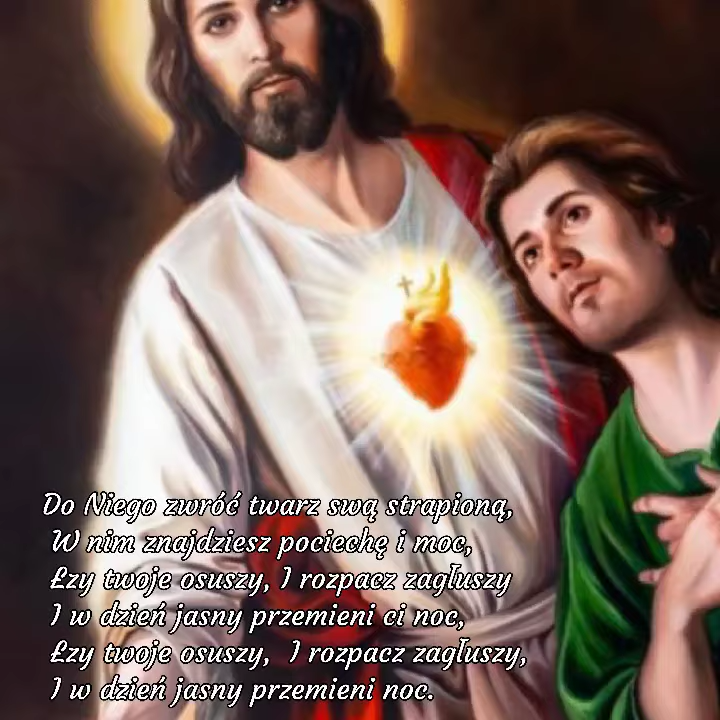 Do Niego zwróć twarz swą strapioną,
W nim znajdziesz pociechę i moc,
Łzy twoje osuszy, I rozpacz zagłuszy
I w dzień jasny przemieni ci noc,
Łzy twoje osuszy, I rozpacz zagłuszy,
I w dzień jasny przemieni noc.